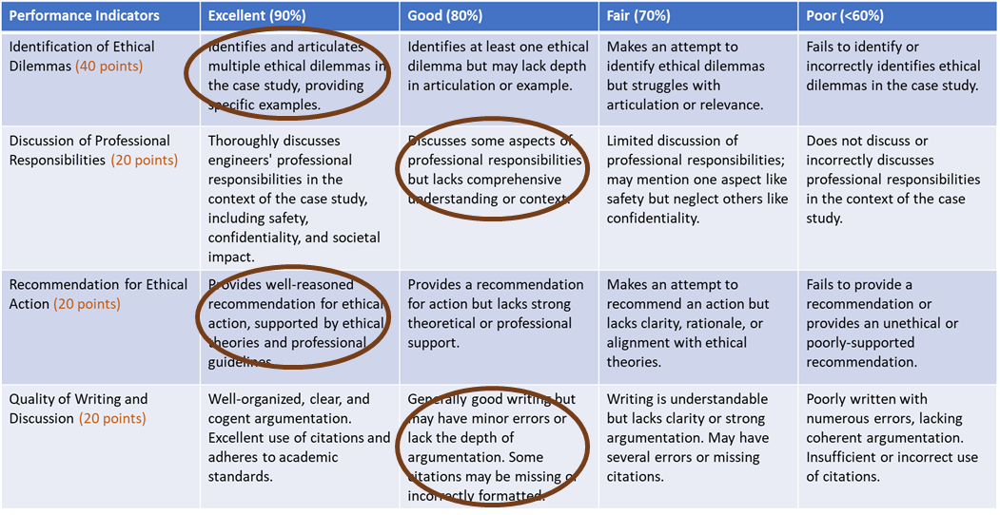 Performance Indicators
Excellent (90%)
Good (80%)
Fair (70%)
Poor (<60%)
Identification of Ethical
Dilemmas (40 points)
Identifies and articulates
multiple ethical dilemmas in
the case study, providing
specific examples.
Identifies at least one ethical
dilemma but may lack depth
in articulation or example.
Makes an attempt to
identify ethical dilemmas
but struggles with
articulation or relevance.
Fails to identify or
incorrectly identifies ethical
dilemmas in the case study.
Discussion of Professional
Responsibilities (20 points)
Thoroughly discusses
engineers' professional
responsibilities in the
context of the case study,
including safety,
confidentiality, and societal
impact.
Discusses some aspects of
professional responsibilities
but lacks comprehensive
understanding or context.
Limited discussion of
professional responsibilities;
may mention one aspect like
safety but neglect others like
confidentiality.
Does not discuss or
incorrectly discusses
professional responsibilities
in the context of the case
study.
Recommendation for Ethical
Action (20 points)
Provides well-reasoned
recommendation for ethical
action, supported by ethical
theories and professional
guidelines.
Provides a recommendation
for action but lacks strong
theoretical or professional
support.
Makes an attempt to
recommend an action but
lacks clarity, rationale, or
alignment with ethical
theories.
Fails to provide a
recommendation or
provides an unethical or
poorly-supported
recommendation.
Quality of Writing and
Discussion (20 points)
Well-organized, clear, and
cogent argumentation.
Excellent use of citations and
adheres to academic
standards.
Generally good writing but
may have minor errors or
lack the depth of
argumentation. Some
citations may be missing or
incorrectly formatted.
Writing is understandable
but lacks clarity or strong
argumentation. May have
several errors or missing
citations.
Poorly written with
numerous errors, lacking
coherent argumentation.
Insufficient or incorrect use
of citations.